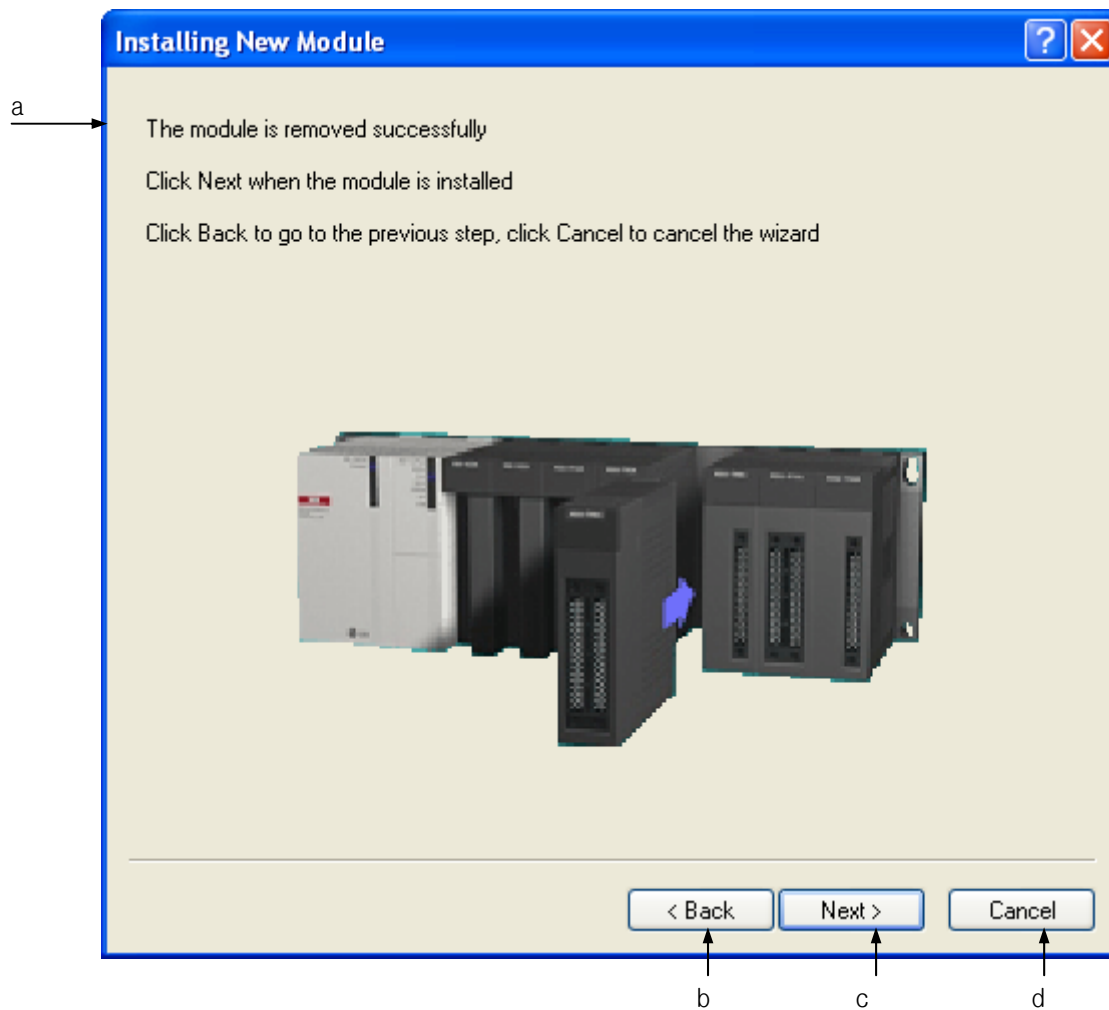 Installing New Module
a
The module is removed successfully
Click Next when the module is installed
Click Back to go to the previous step, click Cancel to cancel the wizard
< Back Next > Cancel
b c d